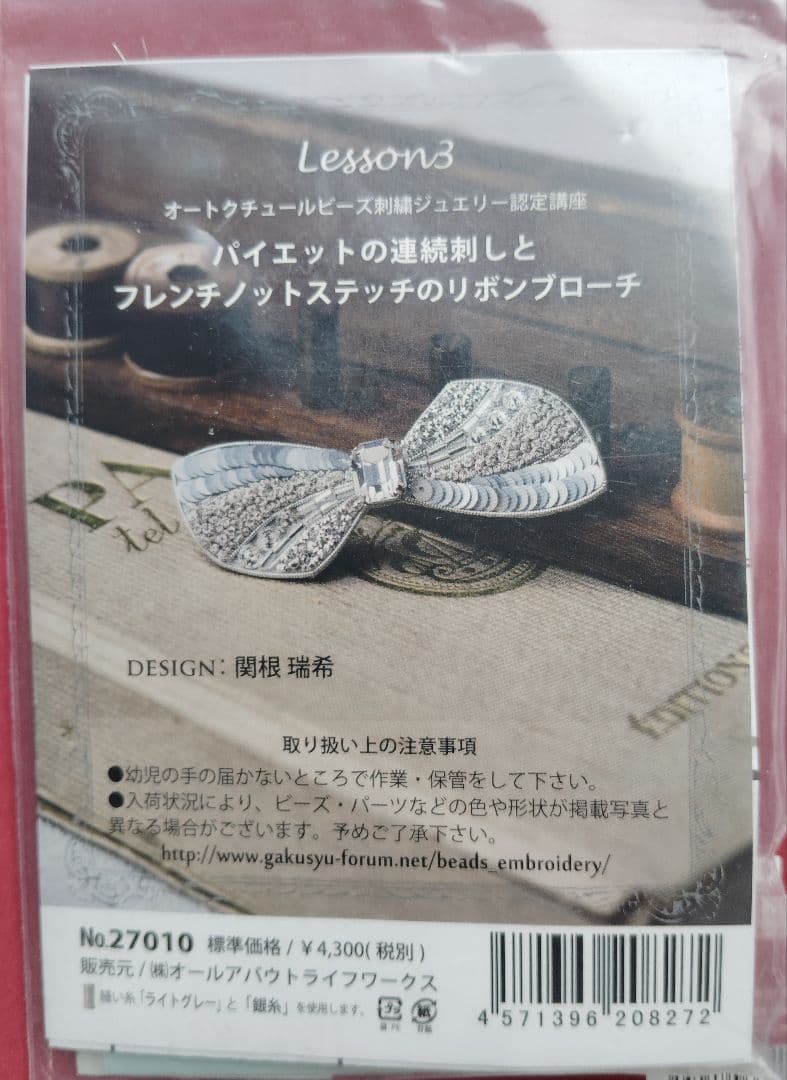 Lesson3
オートクチュールビーズ刺繍ジュエリー認定講座
パイエットの連続刺しと
フレンチノットステッチのリボンブローチ
PA
tel
EDITIONS
DESIGN: 関根 瑞希
取り扱い上の注意事項
●幼児の手の届かないところで作業・保管をして下さい。
●入荷状況により、ビーズ・パーツなどの色や形状が掲載写真と
異なる場合がございます。予めご了承下さい。
http://www.gakusyu-forum.net/beads_embroidery/
No.27010 標準価格 / ¥4,300(税別)
販売元 / ㈱オールアバウトライフワークス
縫い糸「ライトグレー」と「銀糸」を使用します。
プラ
紙
4 571396 208272